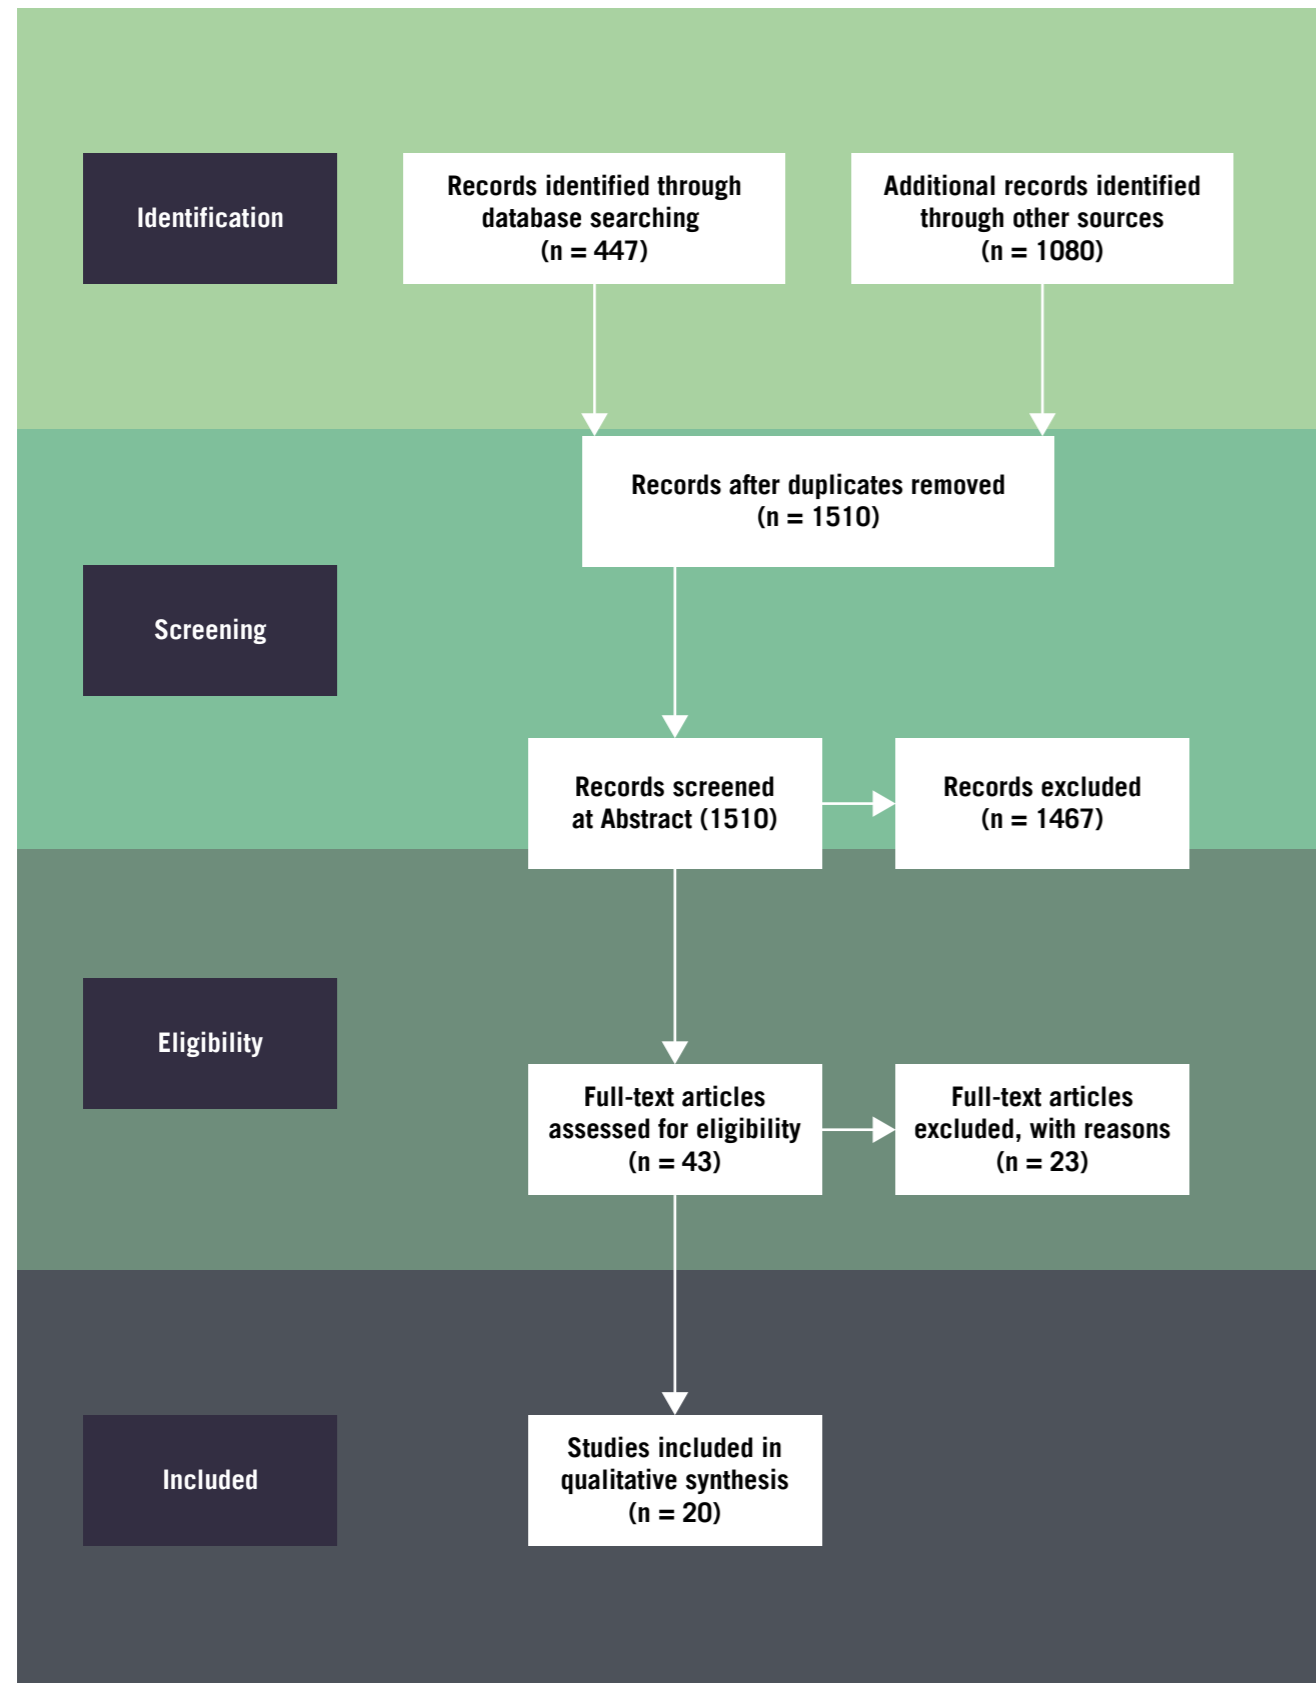 Identification
Records identified through
database searching
(n = 447)
Additional records identified
through other sources
(n = 1080)
Records after duplicates removed
(n = 1510)
Screening
Records screened
at Abstract (1510)
Records excluded
(n = 1467)
Eligibility
Full-text articles
assessed for eligibility
(n = 43)
Full-text articles
excluded, with reasons
(n = 23)
Included
Studies included in
qualitative synthesis
(n = 20)